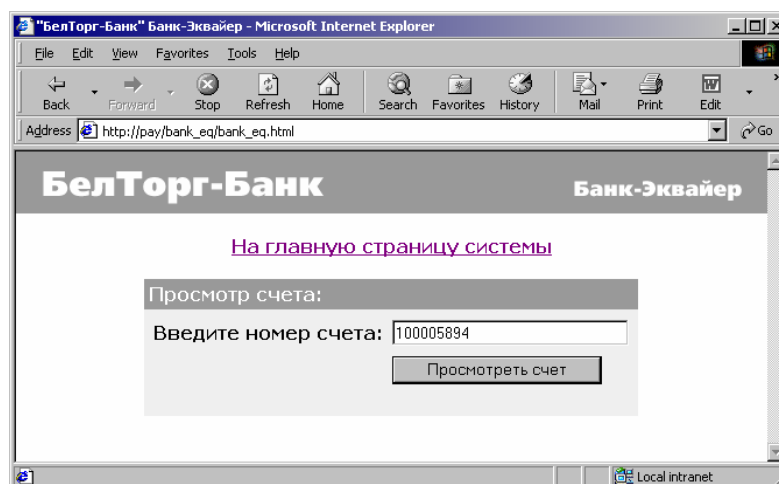 "БелТорг-Банк" Банк-Эквайер - Microsoft Internet Explorer
File Edit View Favorites Tools Help
Back Forward Stop Refresh Home Search Favorites History Mail Print Edit
Address http://pay/bank_eq/bank_eq.html Go
БелТорг-Банк Банк-Эквайер
На главную страницу системы
Просмотр счета:
Введите номер счета: 100005894
Просмотреть счет
Local intranet